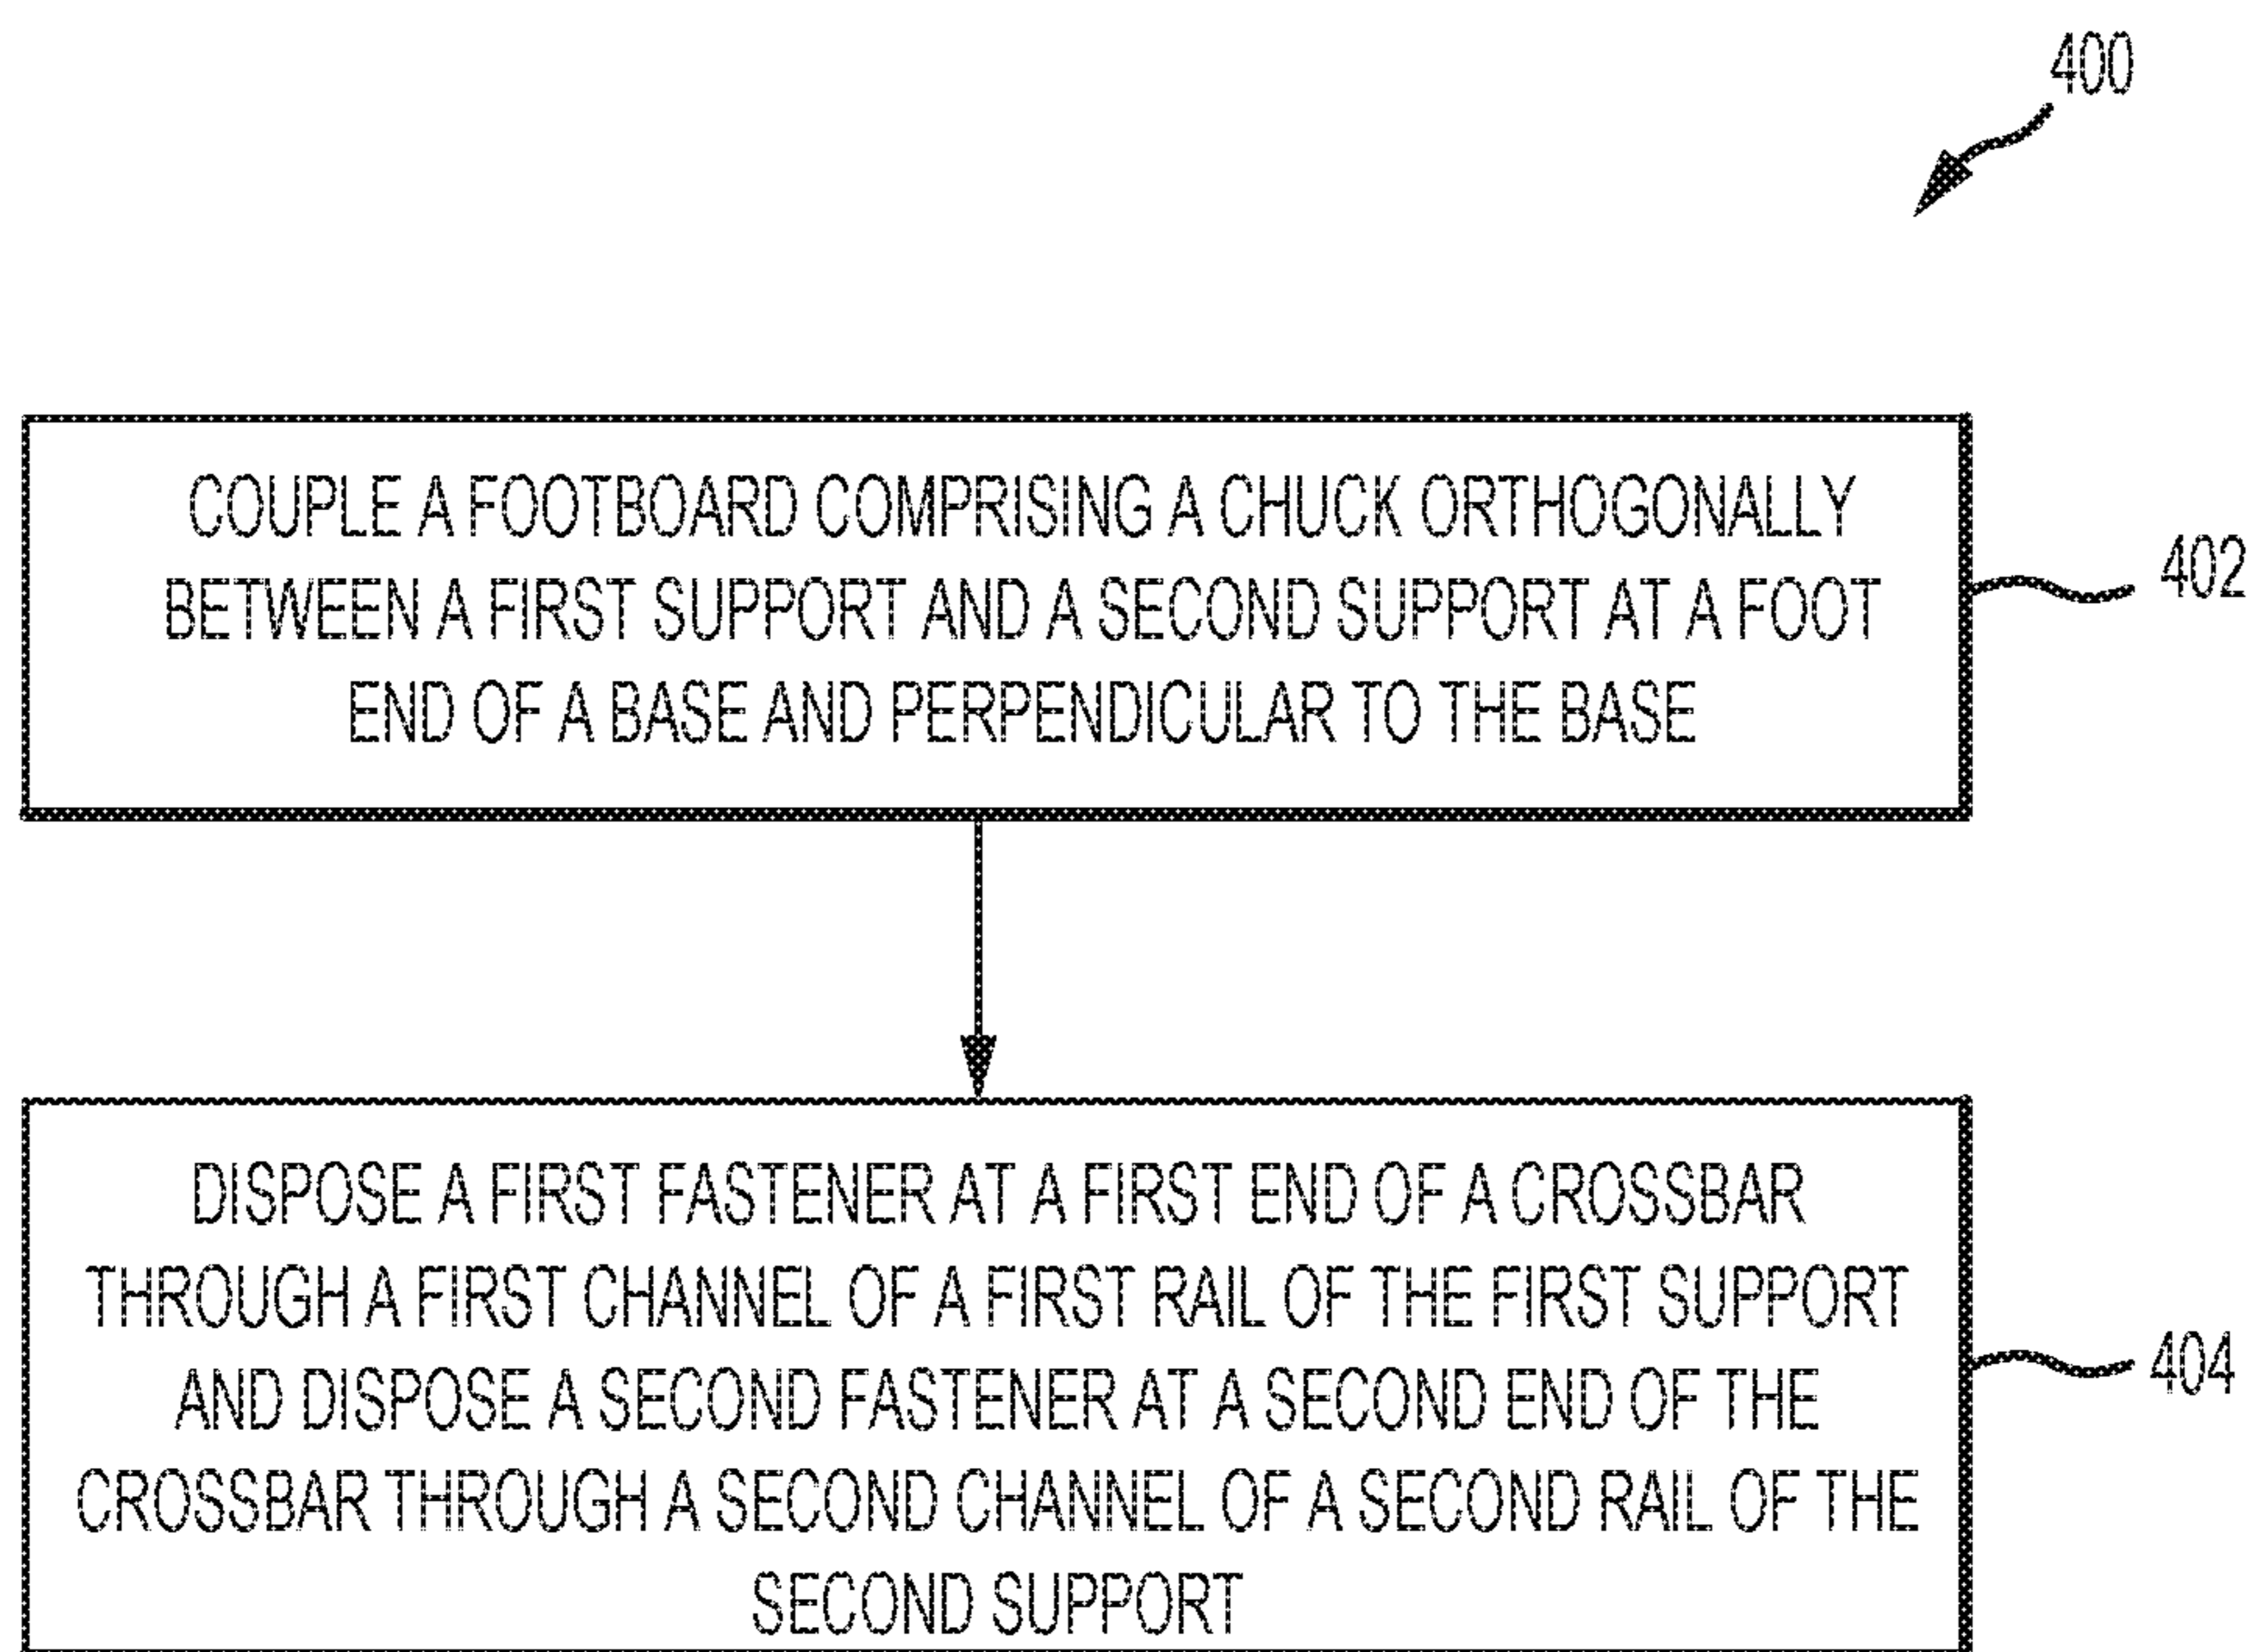 400
COUPLE A FOOTBOARD COMPRISING A CHUCK ORTHOGONALLY
BETWEEN A FIRST SUPPORT AND A SECOND SUPPORT AT A FOOT
END OF A BASE AND PERPENDICULAR TO THE BASE
402
DISPOSE A FIRST FASTENER AT A FIRST END OF A CROSSBAR
THROUGH A FIRST CHANNEL OF A FIRST RAIL OF THE FIRST SUPPORT
AND DISPOSE A SECOND FASTENER AT A SECOND END OF THE
CROSSBAR THROUGH A SECOND CHANNEL OF A SECOND RAIL OF THE
SECOND SUPPORT
404